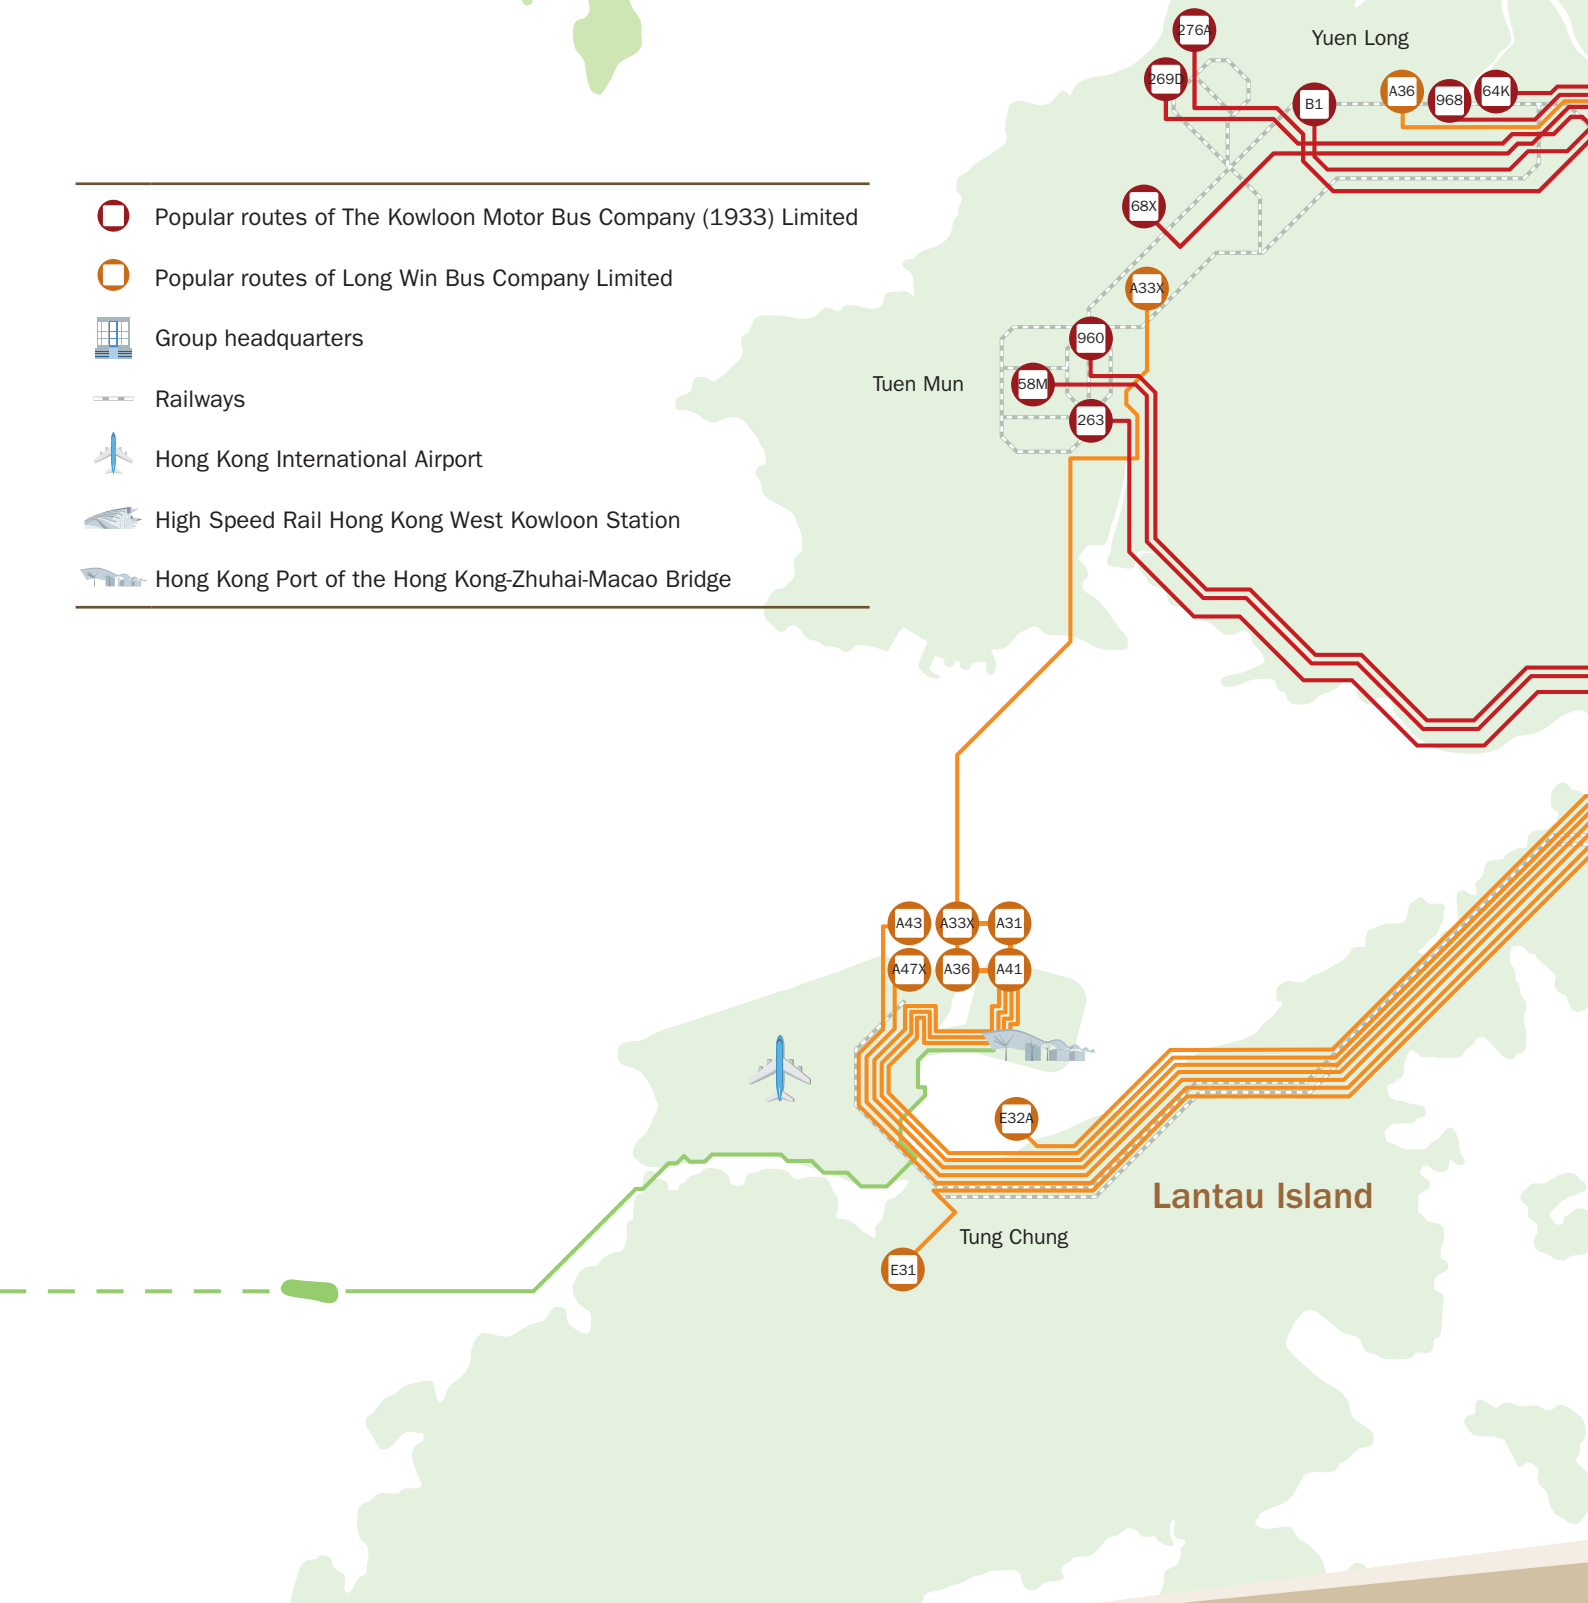 276A
Yuen Long
269D
A36
968
64K
B1
Popular routes of The Kowloon Motor Bus Company (1933) Limited
68X
Popular routes of Long Win Bus Company Limited
A33X
Group headquarters
960
Tuen Mun
58M
Railways
263
Hong Kong International Airport
High Speed Rail Hong Kong West Kowloon Station
Hong Kong Port of the Hong Kong-Zhuhai-Macao Bridge
A43
A33X
A31
A47X
A36
A41
E32A
Lantau Island
Tung Chung
E31